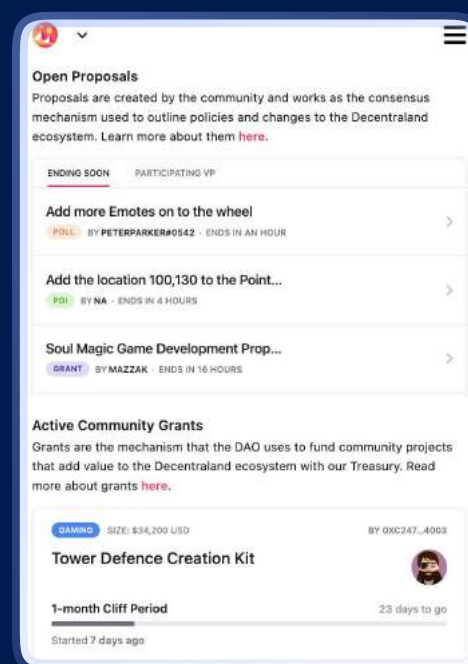 Open Proposals
Proposals are created by the community and works as the consensus
mechanism used to outline policies and changes to the Decentraland
ecosystem. Learn more about them here.
ENDING SOON PARTICIPATING VP
Add more Emotes on to the wheel
POLL BY PETERPARKER#0542 · ENDS IN AN HOUR
Add the location 100,130 to the Point...
POI BY NA · ENDS IN 4 HOURS
Soul Magic Game Development Prop...
GRANT BY MAZZAK · ENDS IN 16 HOURS
Active Community Grants
Grants are the mechanism that the DAO uses to fund community projects
that add value to the Decentraland ecosystem with our Treasury. Read
more about grants here.
GAMING SIZE: $34,200 USD BY 0XC247...4003
Tower Defence Creation Kit
1-month Cliff Period 23 days to go
Started 7 days ago